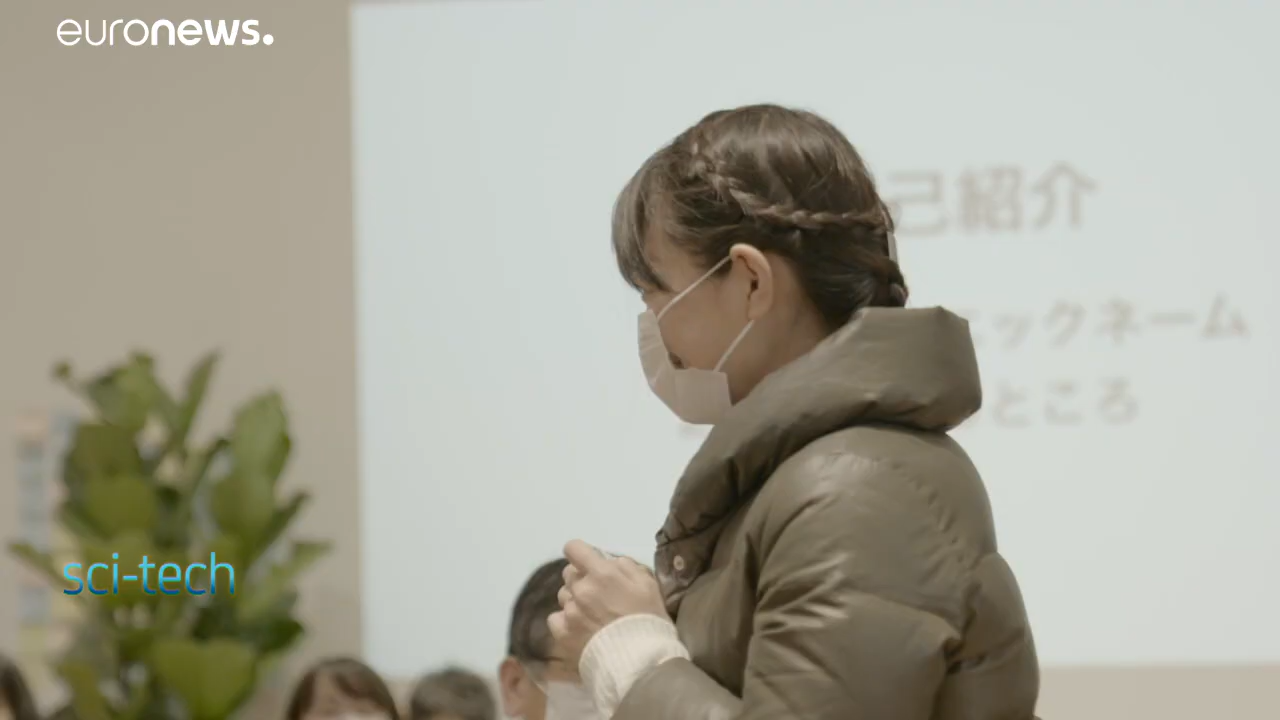 euronews.
己紹介
ックネーム
ところ
sci-tech